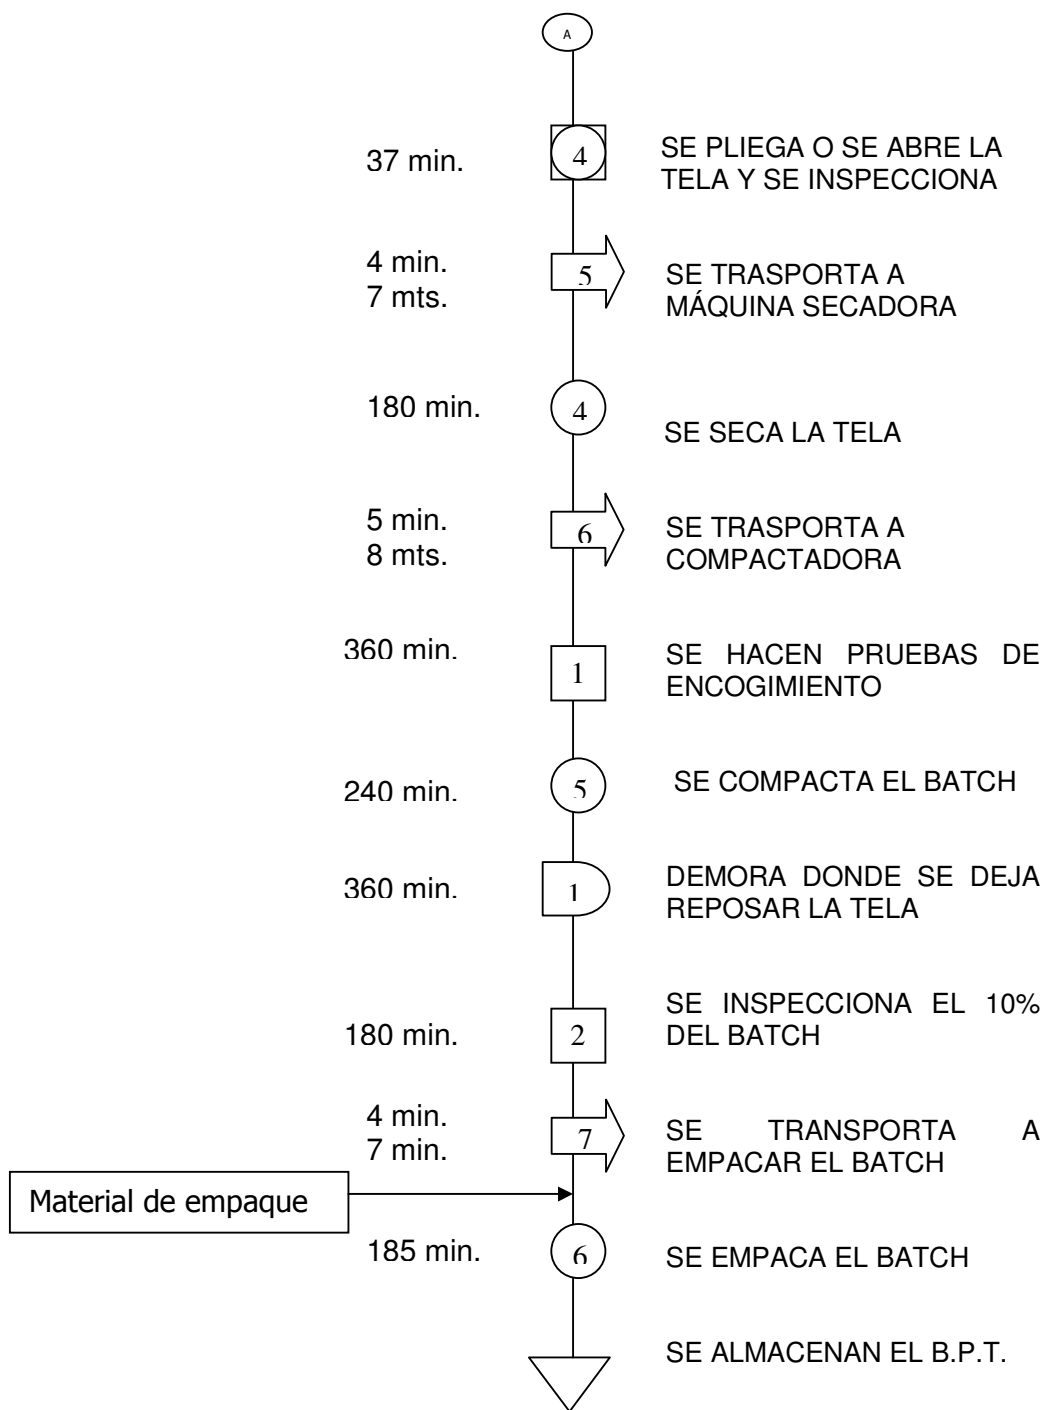 A
37 min.
4
SE PLIEGA O SE ABRE LA
TELA Y SE INSPECCIONA
4 min.
7 mts.
5
SE TRASPORTA A
MÁQUINA SECADORA
180 min.
4
SE SECA LA TELA
5 min.
8 mts.
6
SE TRASPORTA A
COMPACTADORA
360 min.
1
SE HACEN PRUEBAS DE
ENCOGIMIENTO
240 min.
5
SE COMPACTA EL BATCH
360 min.
1
DEMORA DONDE SE DEJA
REPOSAR LA TELA
180 min.
2
SE INSPECCIONA EL 10%
DEL BATCH
4 min.
7 min.
7
SE TRANSPORTA A
EMPACAR EL BATCH
Material de empaque
185 min.
6
SE EMPACA EL BATCH
SE ALMACENAN EL B.P.T.